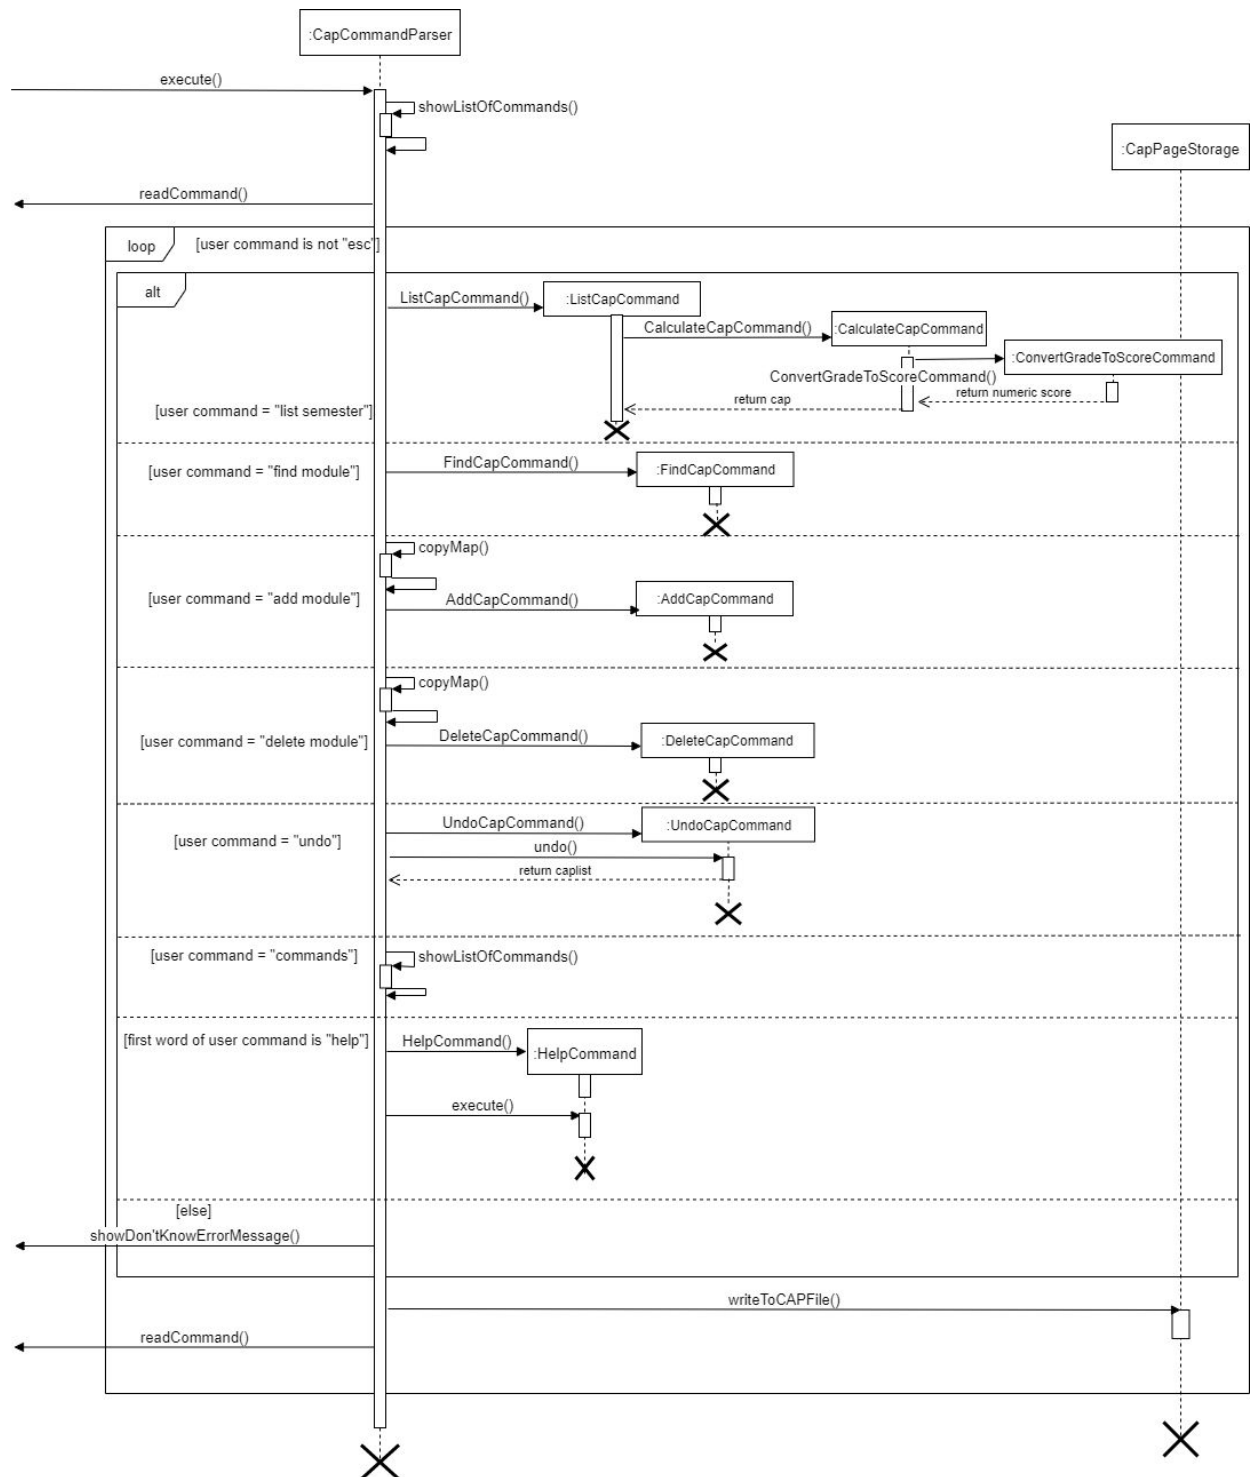 :CapCommandParser
execute()
showListOfCommands()
:CapPageStorage
readCommand()
loop
[user command is not "esc"]
alt
ListCapCommand()
:ListCapCommand
CalculateCapCommand()
:CalculateCapCommand
:ConvertGradeToScoreCommand
ConvertGradeToScoreCommand()
return numeric score
return cap
[user command = "list semester"]
[user command = "find module"]
FindCapCommand()
:FindCapCommand
copyMap()
[user command = "add module"]
AddCapCommand()
:AddCapCommand
copyMap()
[user command = "delete module"]
DeleteCapCommand()
:DeleteCapCommand
UndoCapCommand()
:UndoCapCommand
[user command = "undo"]
undo()
return caplist
[user command = "commands"]
showListOfCommands()
[first word of user command is "help"]
HelpCommand()
:HelpCommand
execute()
[else]
showDon'tKnowErrorMessage()
writeToCAPFile()
readCommand()